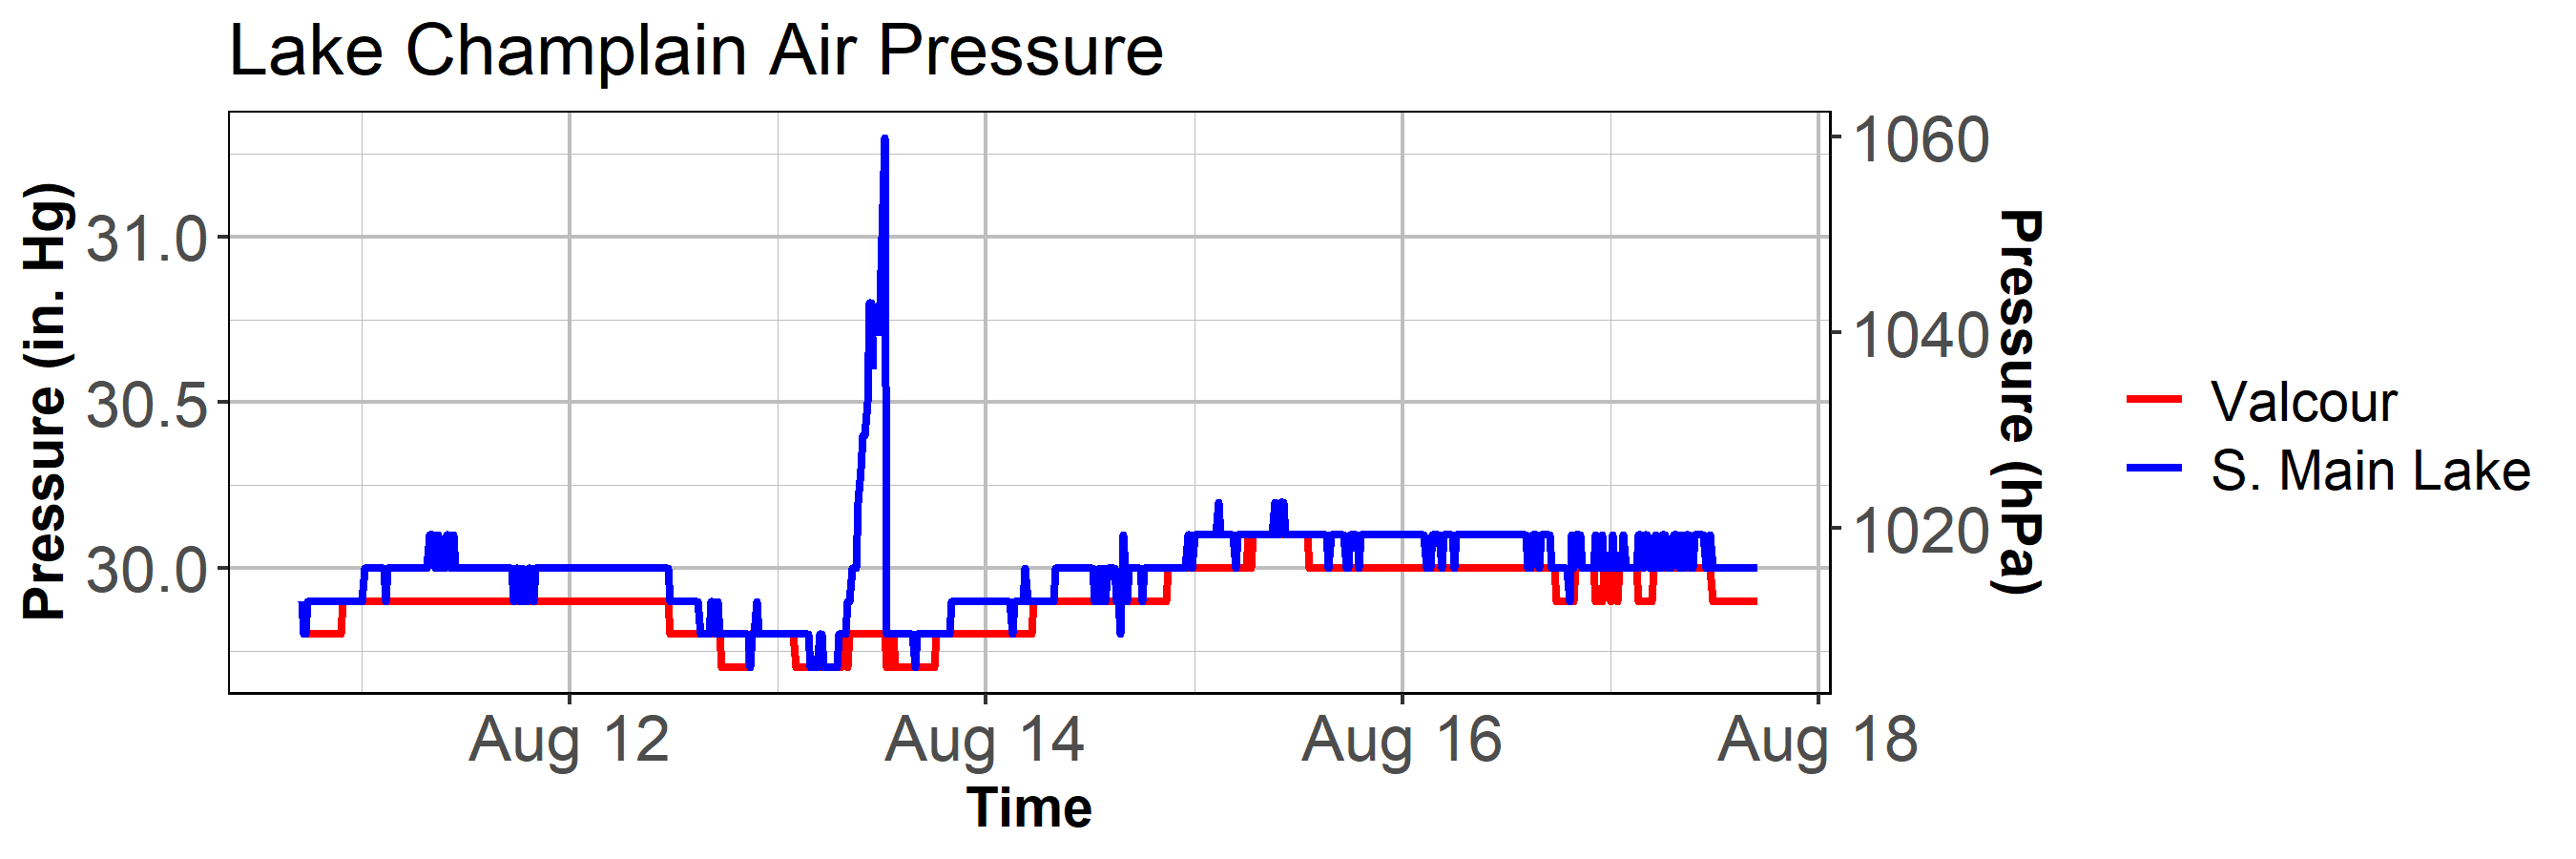 Lake Champlain Air Pressure
Pressure (in. Hg)
31.0
30.5
30.0
1060
1040
1020
Pressure (hPa)
Aug 12
Aug 14
Aug 16
Aug 18
Time
Valcour
S. Main Lake